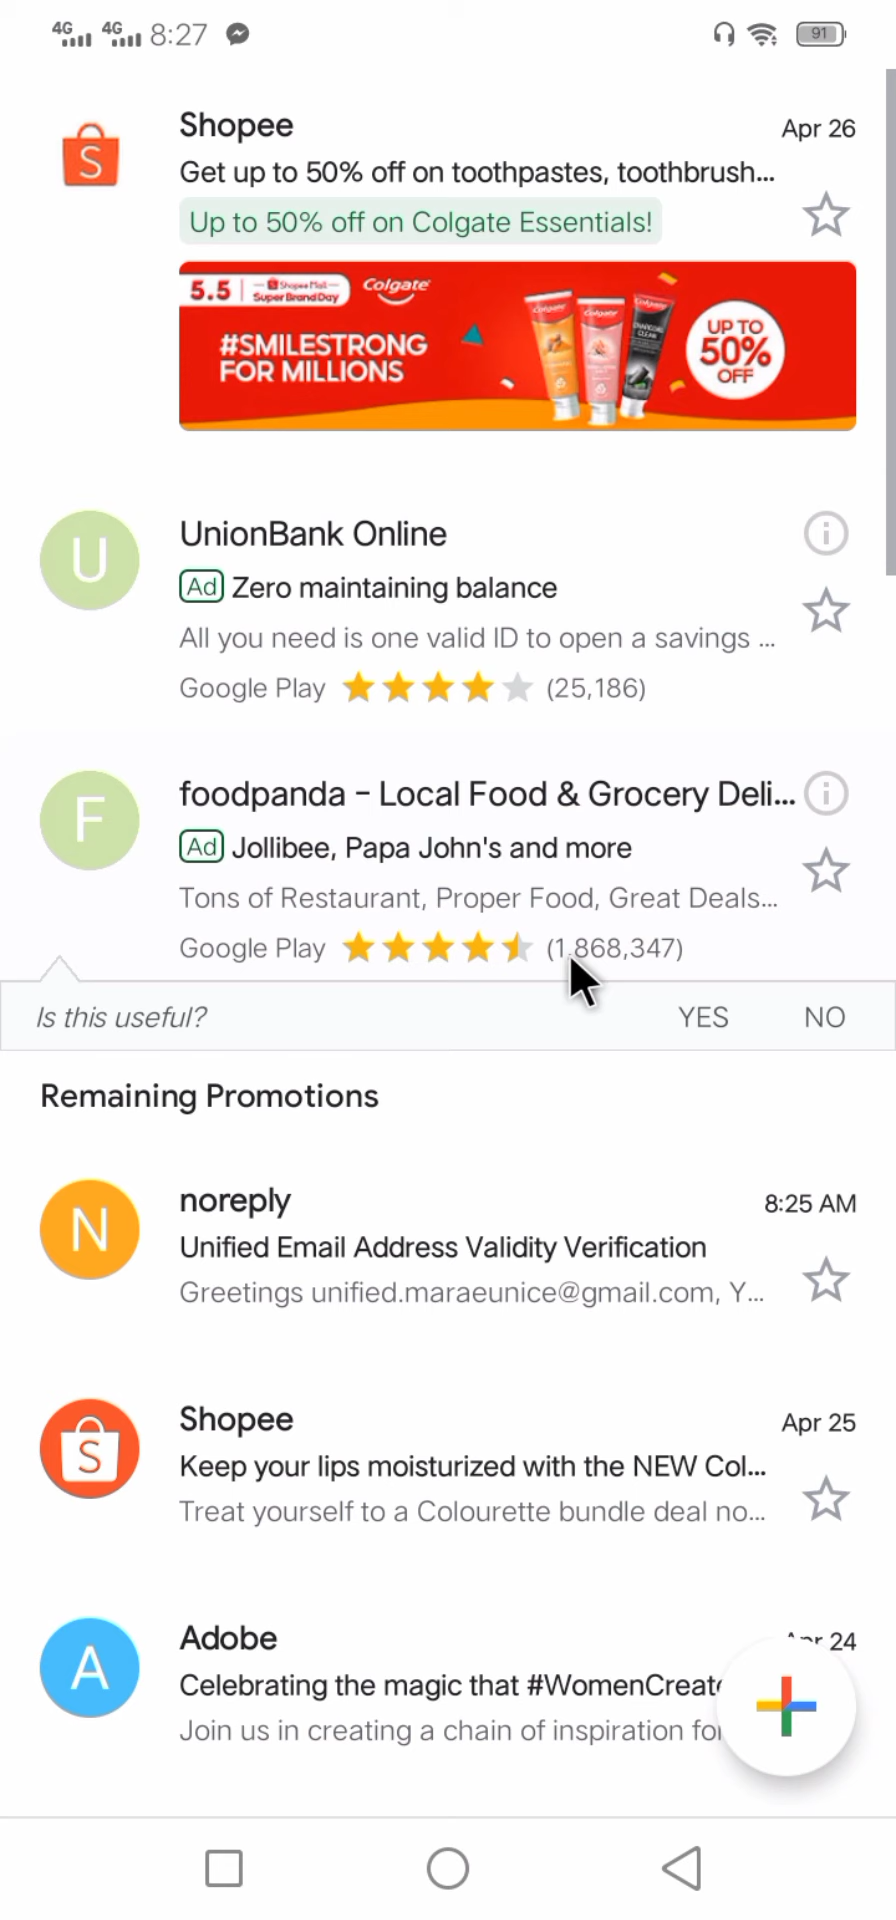 4G 4G 8:27 91
Shopee Apr 26
Get up to 50% off on toothpastes, toothbrush...
Up to 50% off on Colgate Essentials!
5.5 Shopee Mall Super Brand Day Colgate
#SMILESTRONG
FOR MILLIONS
UP TO
50%
OFF
U
UnionBank Online
Ad Zero maintaining balance
All you need is one valid ID to open a savings ...
Google Play (25,186)
F
foodpanda – Local Food & Grocery Deli...
Ad Jollibee, Papa John's and more
Tons of Restaurant, Proper Food, Great Deals...
Google Play (1,868,347)
Is this useful? YES NO
Remaining Promotions
N
noreply 8:25 AM
Unified Email Address Validity Verification
Greetings unified.maraeunice@gmail.com, Y...
S
Shopee Apr 25
Keep your lips moisturized with the NEW Col...
Treat yourself to a Colourette bundle deal no...
A
Adobe Apr 24
Celebrating the magic that #WomenCreate
Join us in creating a chain of inspiration for